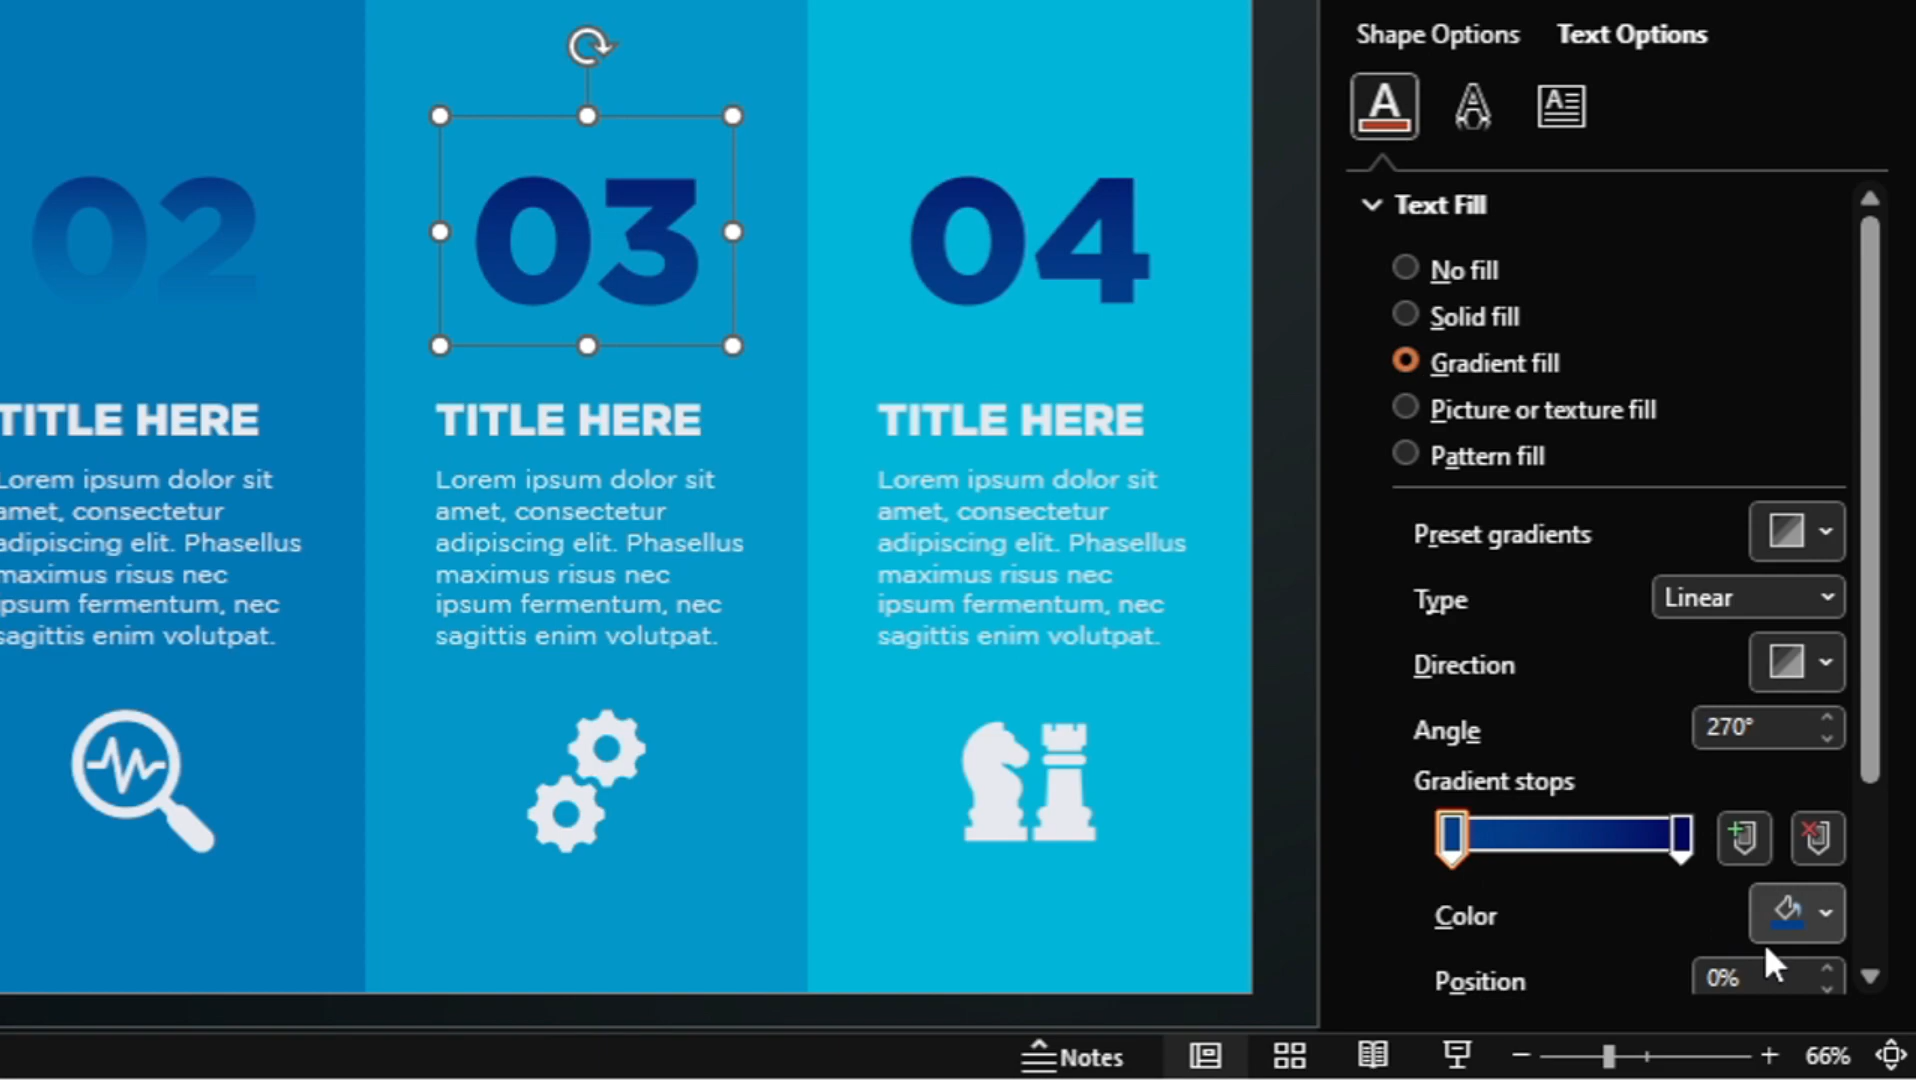 Shape Options
Text Options
A
A
A
02
03
04
Text Fill
No fill
Solid fill
Gradient fill
Picture or texture fill
Pattern fill
TITLE HERE
TITLE HERE
TITLE HERE
Lorem ipsum dolor sit
amet, consectetur
adipiscing elit. Phasellus
maximus risus nec
ipsum fermentum, nec
sagittis enim volutpat.
Lorem ipsum dolor sit
amet, consectetur
adipiscing elit. Phasellus
maximus risus nec
ipsum fermentum, nec
sagittis enim volutpat.
Lorem ipsum dolor sit
amet, consectetur
adipiscing elit. Phasellus
maximus risus nec
ipsum fermentum, nec
sagittis enim volutpat.
Preset gradients
Type
Linear
Direction
Angle
270°
Gradient stops
Color
Position
0%
Notes
66%